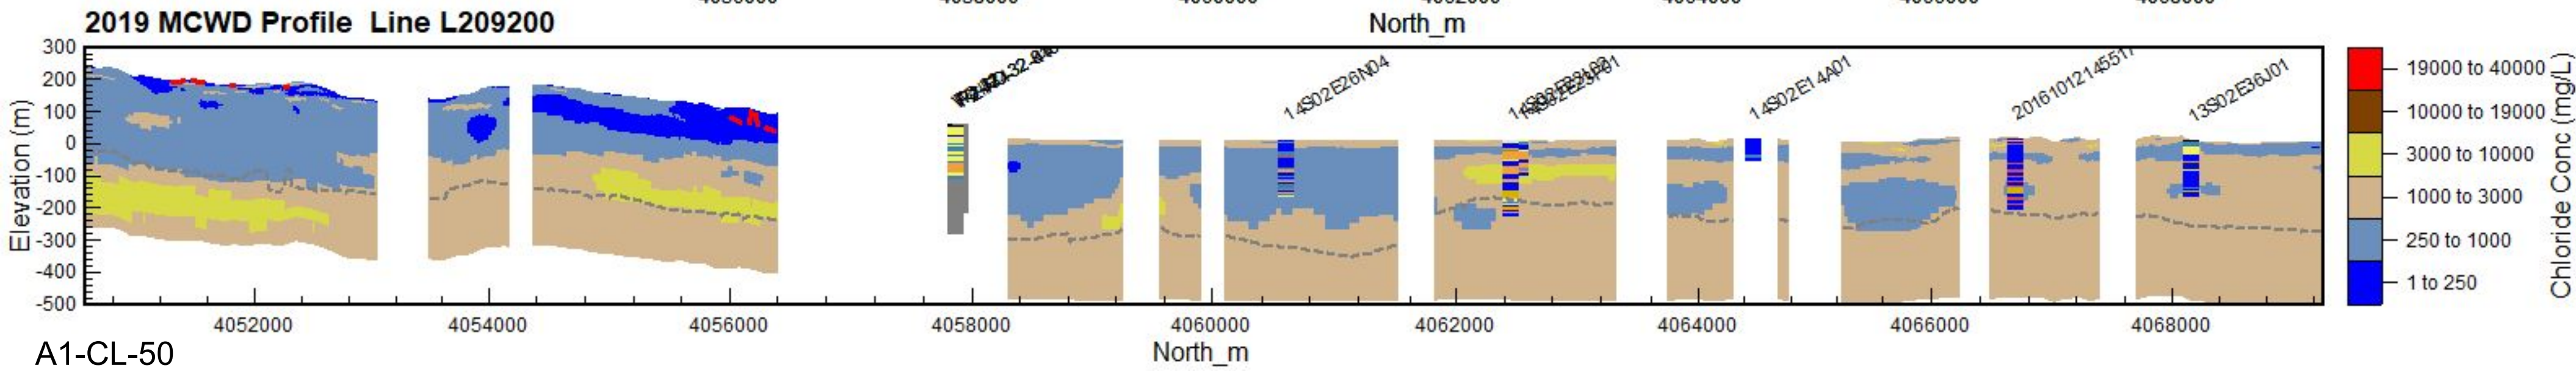 2019 MCWD Profile Line L209200
North_m
300
200
100
0
-100
-200
-300
-400
-500
Elevation (m)
14S02E26N04
14S02E14A01
13S02E36J01
19000 to 40000
10000 to 19000
3000 to 10000
1000 to 3000
250 to 1000
1 to 250
Chloride Conc (mg/L)
4052000 4054000 4056000 4058000 4060000 4062000 4064000 4066000 4068000
North_m
A1-CL-50